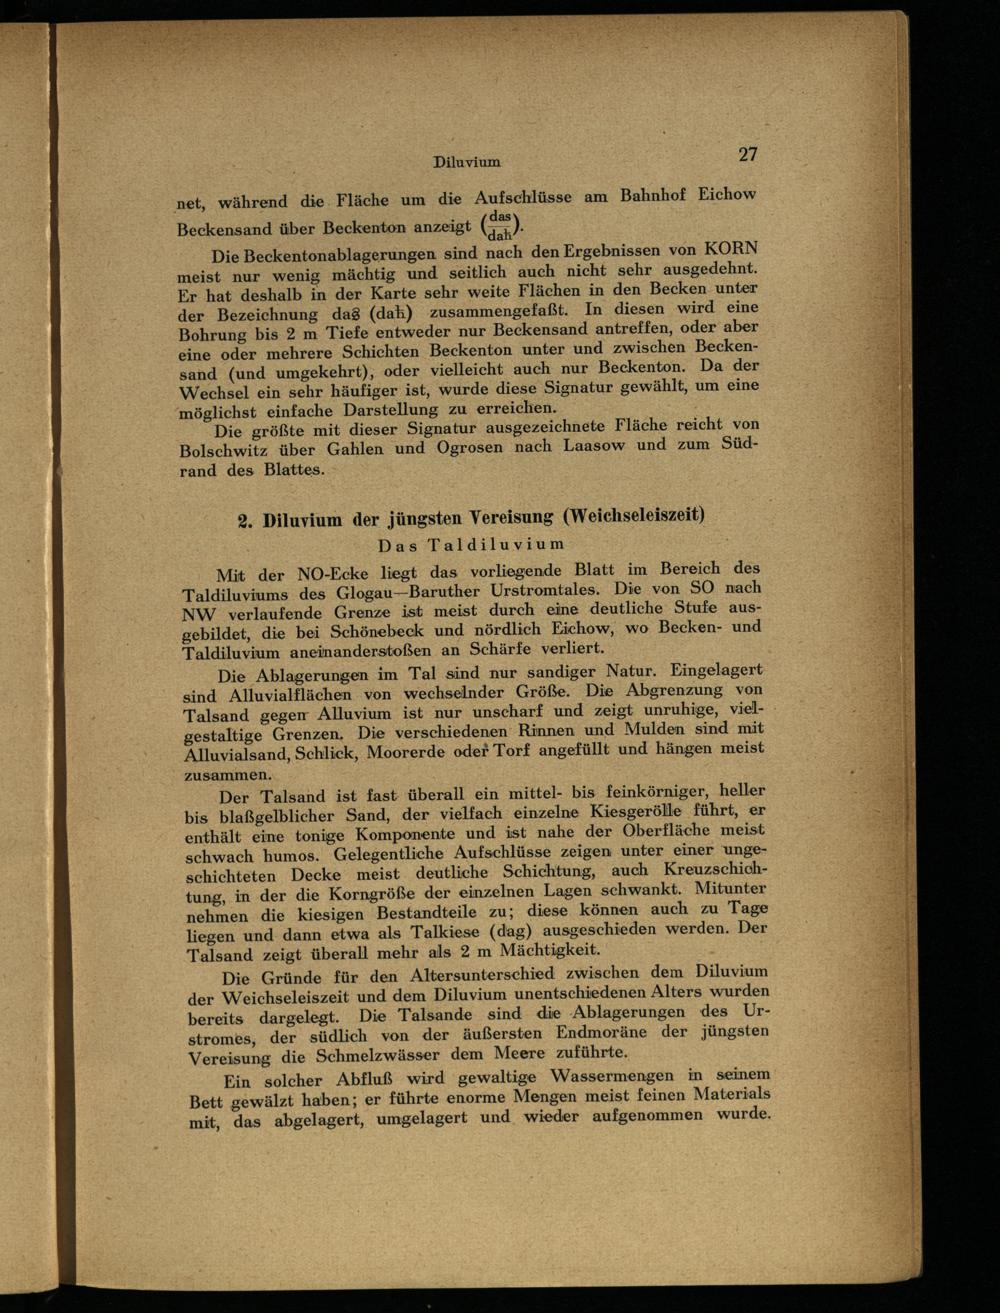 Diluvium
27
net, während die Fläche um die Aufschlüsse am Bahnhof Eichow
Beckensand über Beckenton anzeigt (das/dah).
Die Beckentonablagerungen sind nach den Ergebnissen von KORN
meist nur wenig mächtig und seitlich auch nicht sehr ausgedehnt.
Er hat deshalb in der Karte sehr weite Flächen in den Becken unter
der Bezeichnung das (dah) zusammengefaßt. In diesen wird eine
Bohrung bis 2 m Tiefe entweder nur Beckensand antreffen, oder aber
eine oder mehrere Schichten Beckenton unter und zwischen Becken-
sand (und umgekehrt), oder vielleicht auch nur Beckenton. Da der
Wechsel ein sehr häufiger ist, wurde diese Signatur gewählt, um eine
möglichst einfache Darstellung zu erreichen.
Die größte mit dieser Signatur ausgezeichnete Fläche reicht von
Bolschwitz über Gahlen und Ogrosen nach Laasow und zum Süd-
rand des Blattes.
2. Diluvium der jüngsten Vereisung (Weichseleiszeit)
Das Taldiluvium
Mit der NO-Ecke liegt das vorliegende Blatt im Bereich des
Taldiluviums des Glogau—Baruther Urstromtales. Die von SO nach
NW verlaufende Grenze ist meist durch eine deutliche Stufe aus-
gebildet, die bei Schönebeck und nördlich Eichow, wo Becken- und
Taldiluvium aneinanderstoßen an Schärfe verliert.
Die Ablagerungen im Tal sind nur sandiger Natur. Eingelagert
sind Alluvialflächen von wechselnder Größe. Die Abgrenzung von
Talsand gegen Alluvium ist nur unscharf und zeigt unruhige, viel-
gestaltige Grenzen. Die verschiedenen Rinnen und Mulden sind mit
Alluvialsand, Schlick, Moorerde oder Torf angefüllt und hängen meist
zusammen.
Der Talsand ist fast überall ein mittel- bis feinkörniger, heller
bis blaßgelblicher Sand, der vielfach einzelne Kiesgerölle führt, er
enthält eine tonige Komponente und ist nahe der Oberfläche meist
schwach humos. Gelegentliche Aufschlüsse zeigen unter einer unge-
schichteten Decke meist deutliche Schichtung, auch Kreuzschich-
tung, in der die Korngröße der einzelnen Lagen schwankt. Mitunter
nehmen die kiesigen Bestandteile zu; diese können auch zu Tage
liegen und dann etwa als Talkiese (dag) ausgeschieden werden. Der
Talsand zeigt überall mehr als 2 m Mächtigkeit.
Die Gründe für den Altersunterschied zwischen dem Diluvium
der Weichseleiszeit und dem Diluvium unentschiedenen Alters wurden
bereits dargelegt. Die Talsande sind die Ablagerungen des Ur-
stromes, der südlich von der äußersten Endmoräne der jüngsten
Vereisung die Schmelzwässer dem Meere zuführte.
Ein solcher Abfluß wird gewaltige Wassermengen in seinem
Bett gewälzt haben; er führte enorme Mengen meist feinen Materials
mit, das abgelagert, umgelagert und wieder aufgenommen wurde.